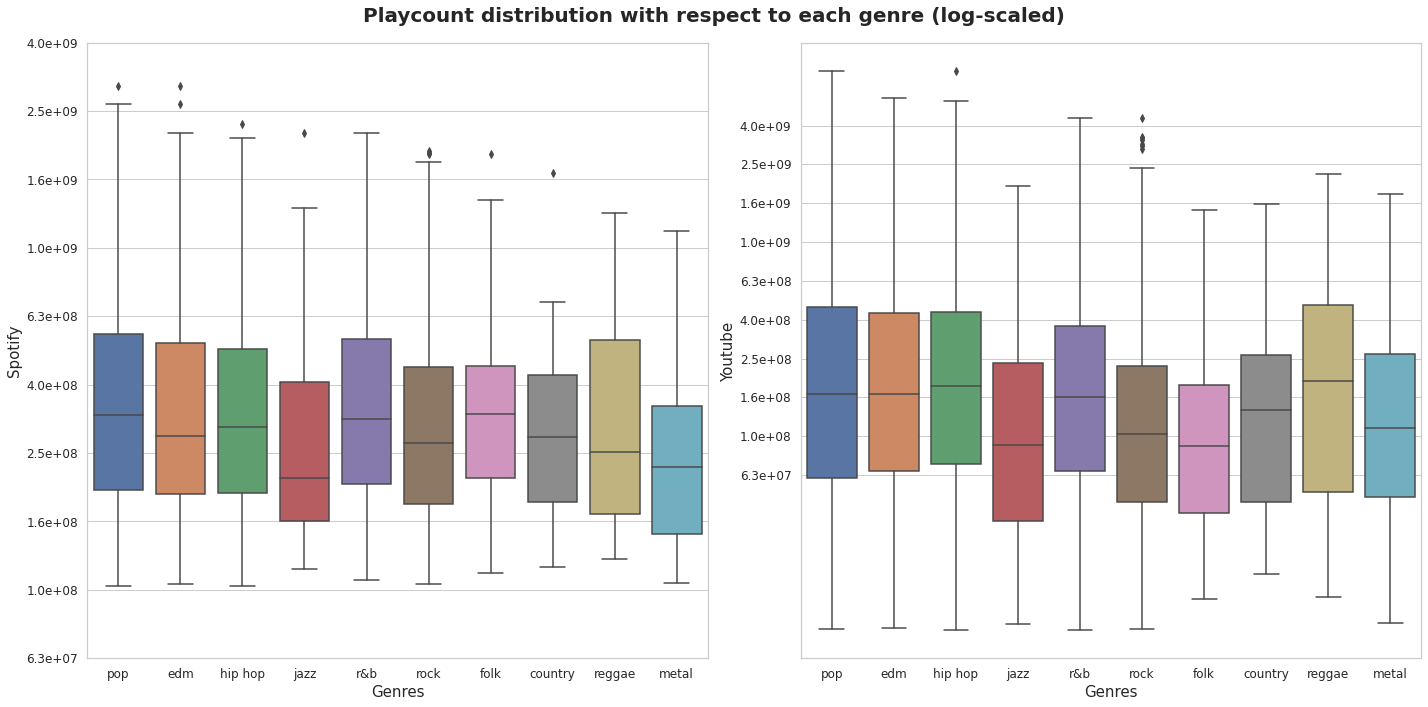 Playcount distribution with respect to each genre (log-scaled)
4.0e+09
2.5e+09
1.6e+09
1.0e+09
6.3e+08
4.0e+08
2.5e+08
1.6e+08
1.0e+08
6.3e+07
Spotify
pop edm hip hop jazz r&b rock folk country reggae metal
Genres
4.0e+09
2.5e+09
1.6e+09
1.0e+09
6.3e+08
4.0e+08
2.5e+08
1.6e+08
1.0e+08
6.3e+07
Youtube
pop edm hip hop jazz r&b rock folk country reggae metal
Genres